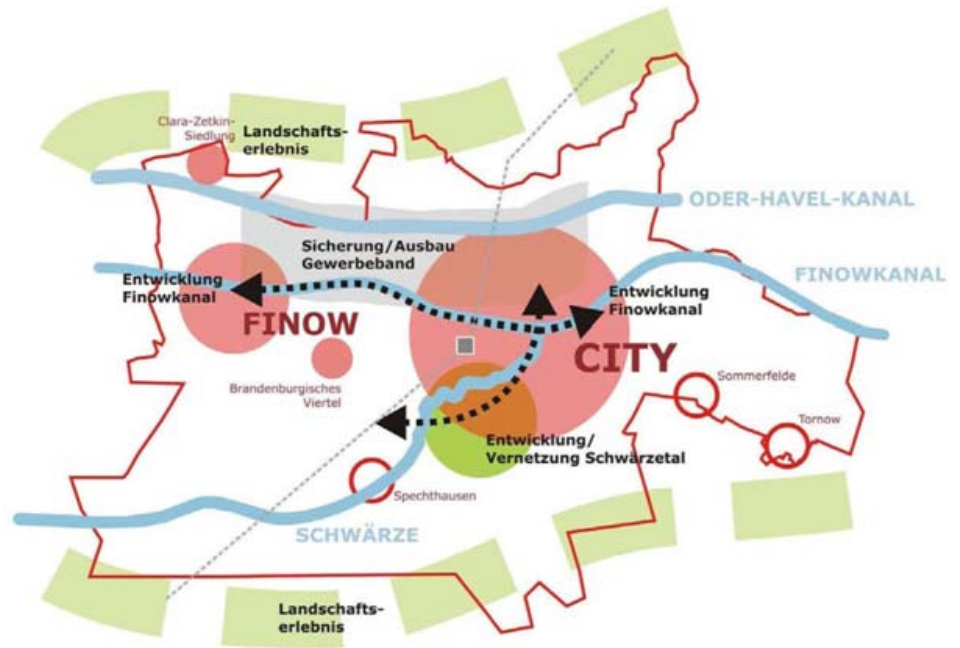 Clara-Zetkin-
Siedlung
Landschafts-
erlebnis
ODER-HAVEL-KANAL
Sicherung/Ausbau
Gewerbeband
FINOWKANAL
Entwicklung
Finowkanal
Entwicklung
Finowkanal
FINOW
CITY
Brandenburgisches
Viertel
Sommerfelde
Tornow
Entwicklung/
Vernetzung Schwärzetal
Spechthausen
SCHWÄRZE
Landschafts-
erlebnis